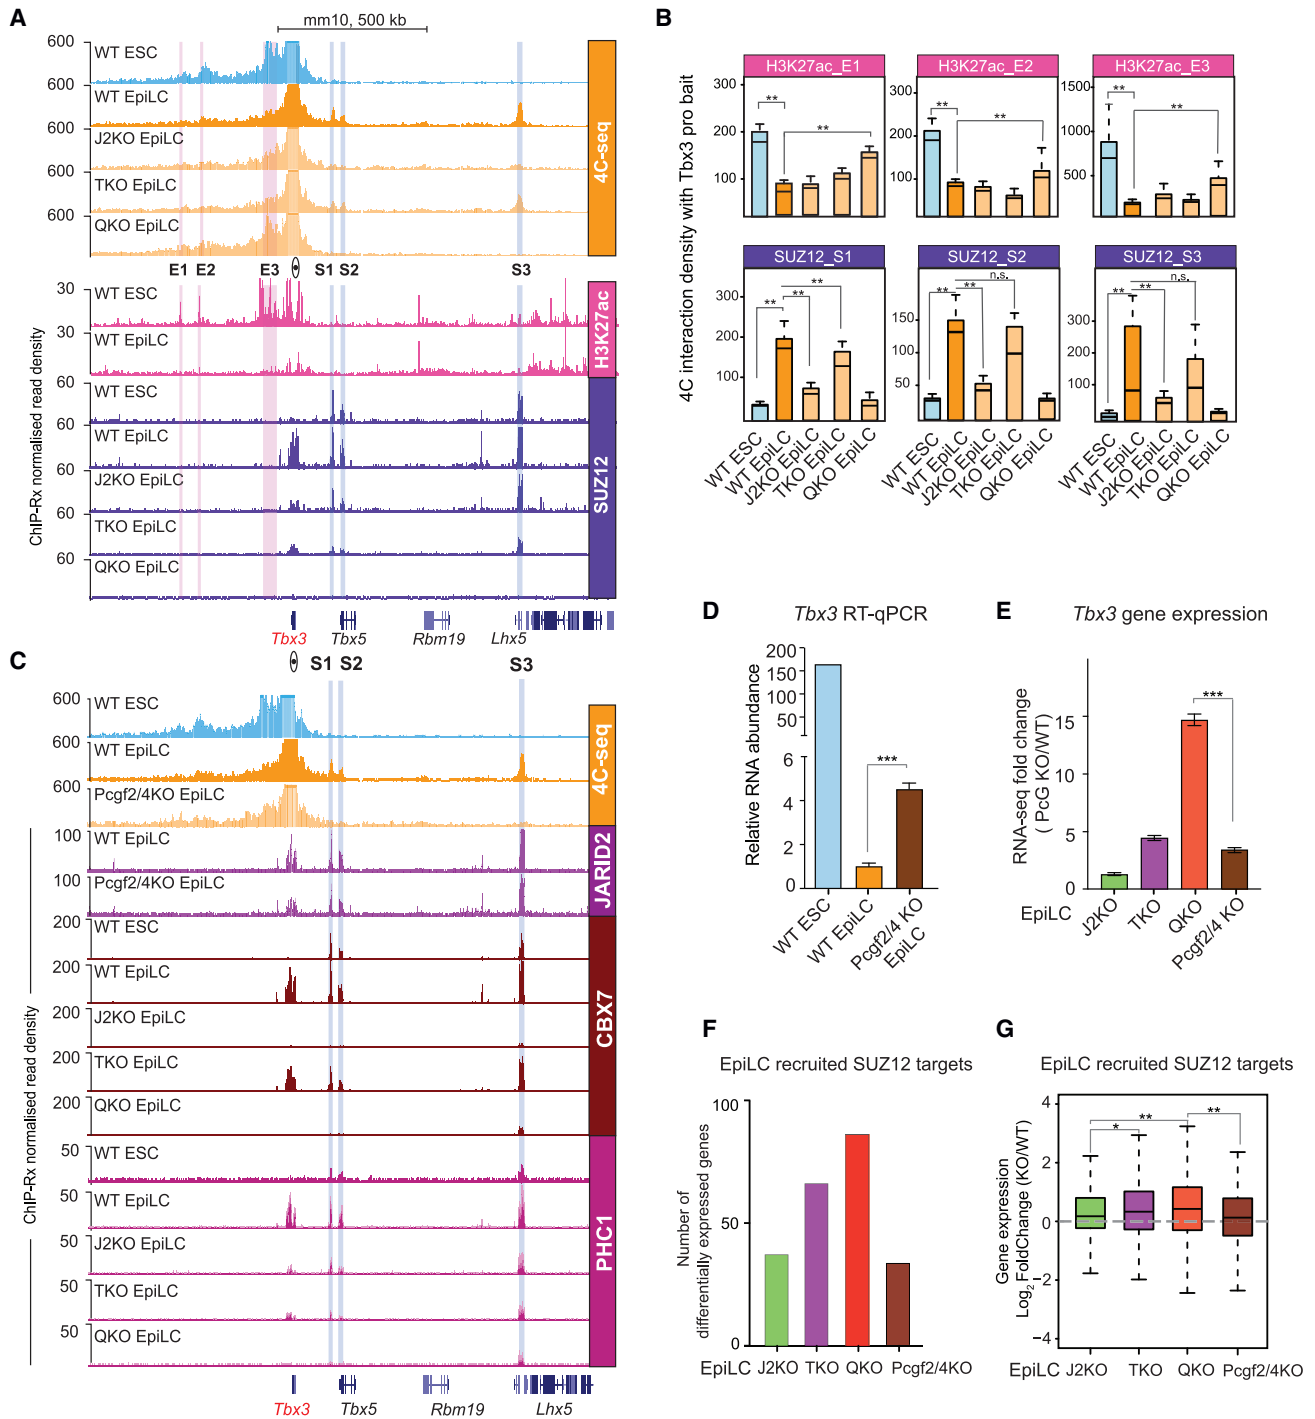 A
mm10, 500 kb
600
WT ESC
600
WT EpiLC
600
J2KO EpiLC
TKO EpiLC
600
QKO EpiLC
4C-seq
E1 E2 E3 S1 S2 S3
30
WT ESC
30
WT EpiLC
H3K27ac
60
WT ESC
60
WT EpiLC
60
J2KO EpiLC
60
TKO EpiLC
60
QKO EpiLC
SUZ12
ChIP-Rx normalised read density
Tbx3 Tbx5 Rbm19 Lhx5
B
4C interaction density with Tbx3 pro bait
H3K27ac_E1
300
200
100
**
**
H3K27ac_E2
300
200
100
**
**
H3K27ac_E3
1500
1000
500
**
**
SUZ12_S1
300
200
100
**
**
**
SUZ12_S2
150
100
50
**
**
n.s.
SUZ12_S3
300
200
100
**
**
n.s.
WT ESC
WT EpiLC
J2KO EpiLC
TKO EpiLC
QKO EpiLC
WT ESC
WT EpiLC
J2KO EpiLC
TKO EpiLC
QKO EpiLC
WT ESC
WT EpiLC
J2KO EpiLC
TKO EpiLC
QKO EpiLC
C
S1 S2 S3
600
WT ESC
600
WT EpiLC
600
Pcgf2/4KO EpiLC
4C-seq
100
WT EpiLC
100
Pcgf2/4KO EpiLC
JARID2
200
WT ESC
200
WT EpiLC
200
J2KO EpiLC
200
TKO EpiLC
200
QKO EpiLC
CBX7
50
WT ESC
50
WT EpiLC
50
J2KO EpiLC
50
TKO EpiLC
50
QKO EpiLC
PHC1
ChIP-Rx normalised read density
Tbx3 Tbx5 Rbm19 Lhx5
D
Tbx3 RT-qPCR
Relative RNA abundance
200
150
100
50
6
4
2
0
***
WT ESC
WT EpiLC
Pcgf2/4 KO
EpiLC
E
Tbx3 gene expression
RNA-seq fold change
( PcG KO/WT)
15
10
5
0
***
EpiLC
J2KO
TKO
QKO
Pcgf2/4 KO
F
EpiLC recruited SUZ12 targets
Number of
differentially expressed genes
100
50
0
EpiLC J2KO TKO QKO Pcgf2/4KO
G
EpiLC recruited SUZ12 targets
Gene expression
Log2 FoldChange (KO/WT)
4
2
0
−2
−4
**
*
**
EpiLC J2KO TKO QKO Pcgf2/4KO